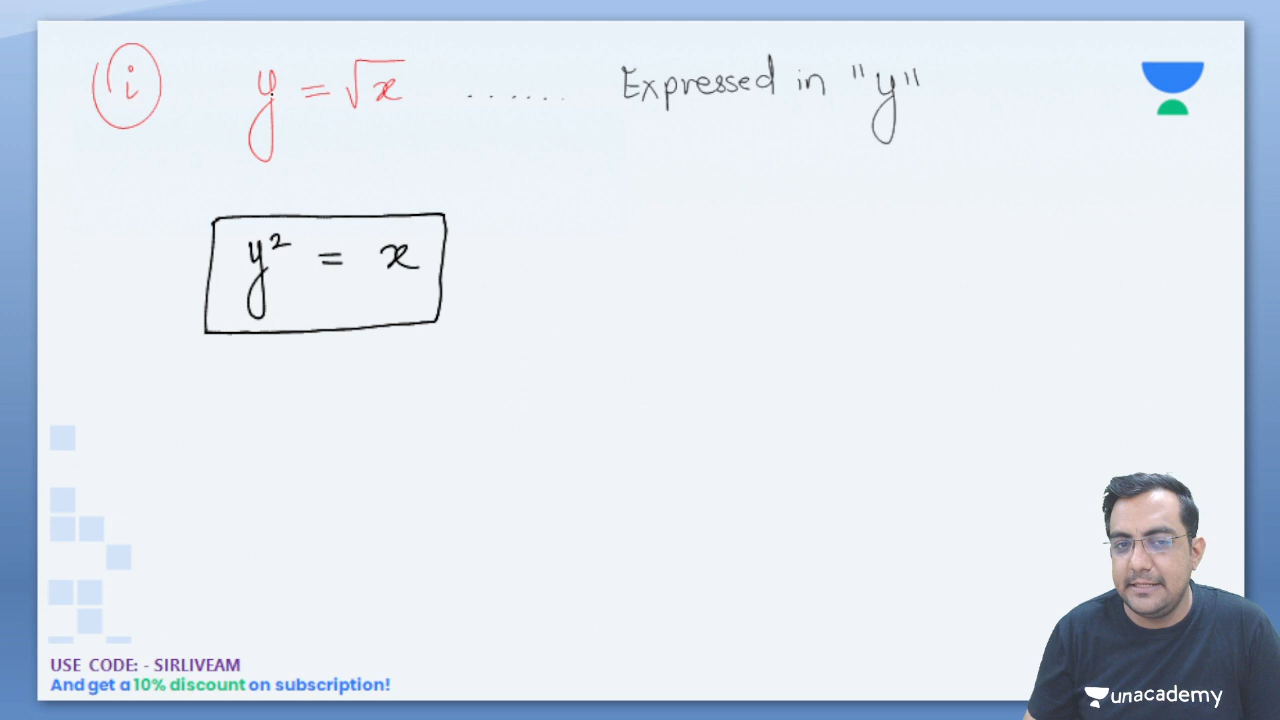 i y = √x ...... Expressed in "y"
y² = x
USE CODE: - SIRLIVEAM
And get a 10% discount on subscription!
unacademy